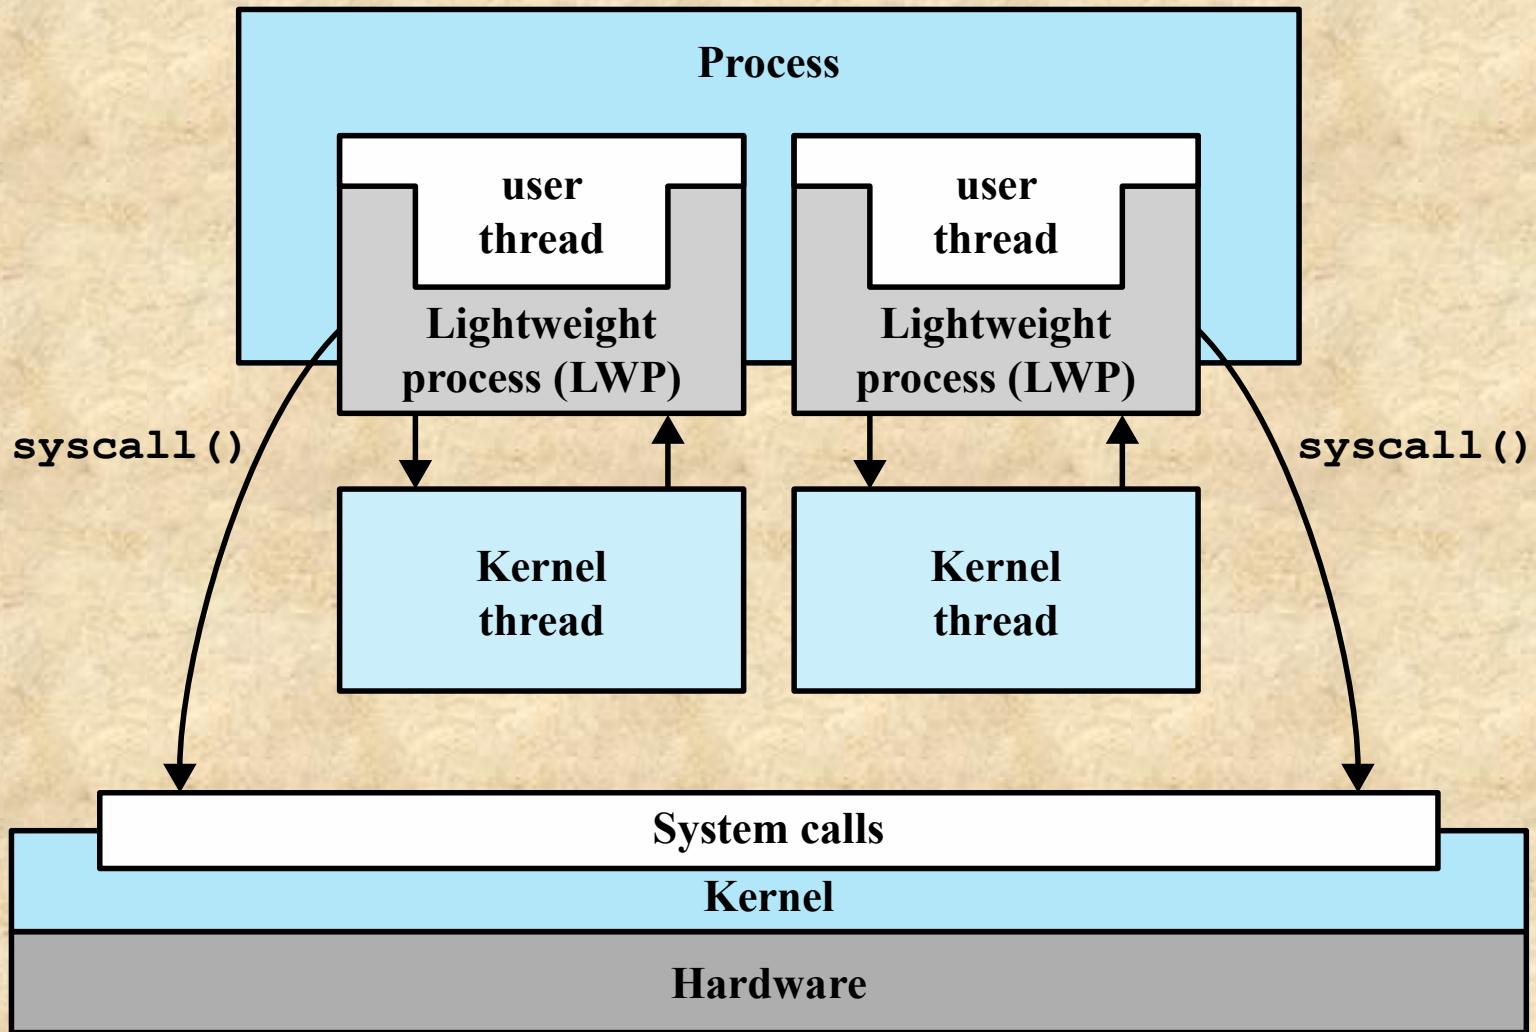 Process
user
thread
user
thread
Lightweight
process (LWP)
Lightweight
process (LWP)
syscall()
syscall()
Kernel
thread
Kernel
thread
System calls
Kernel
Hardware